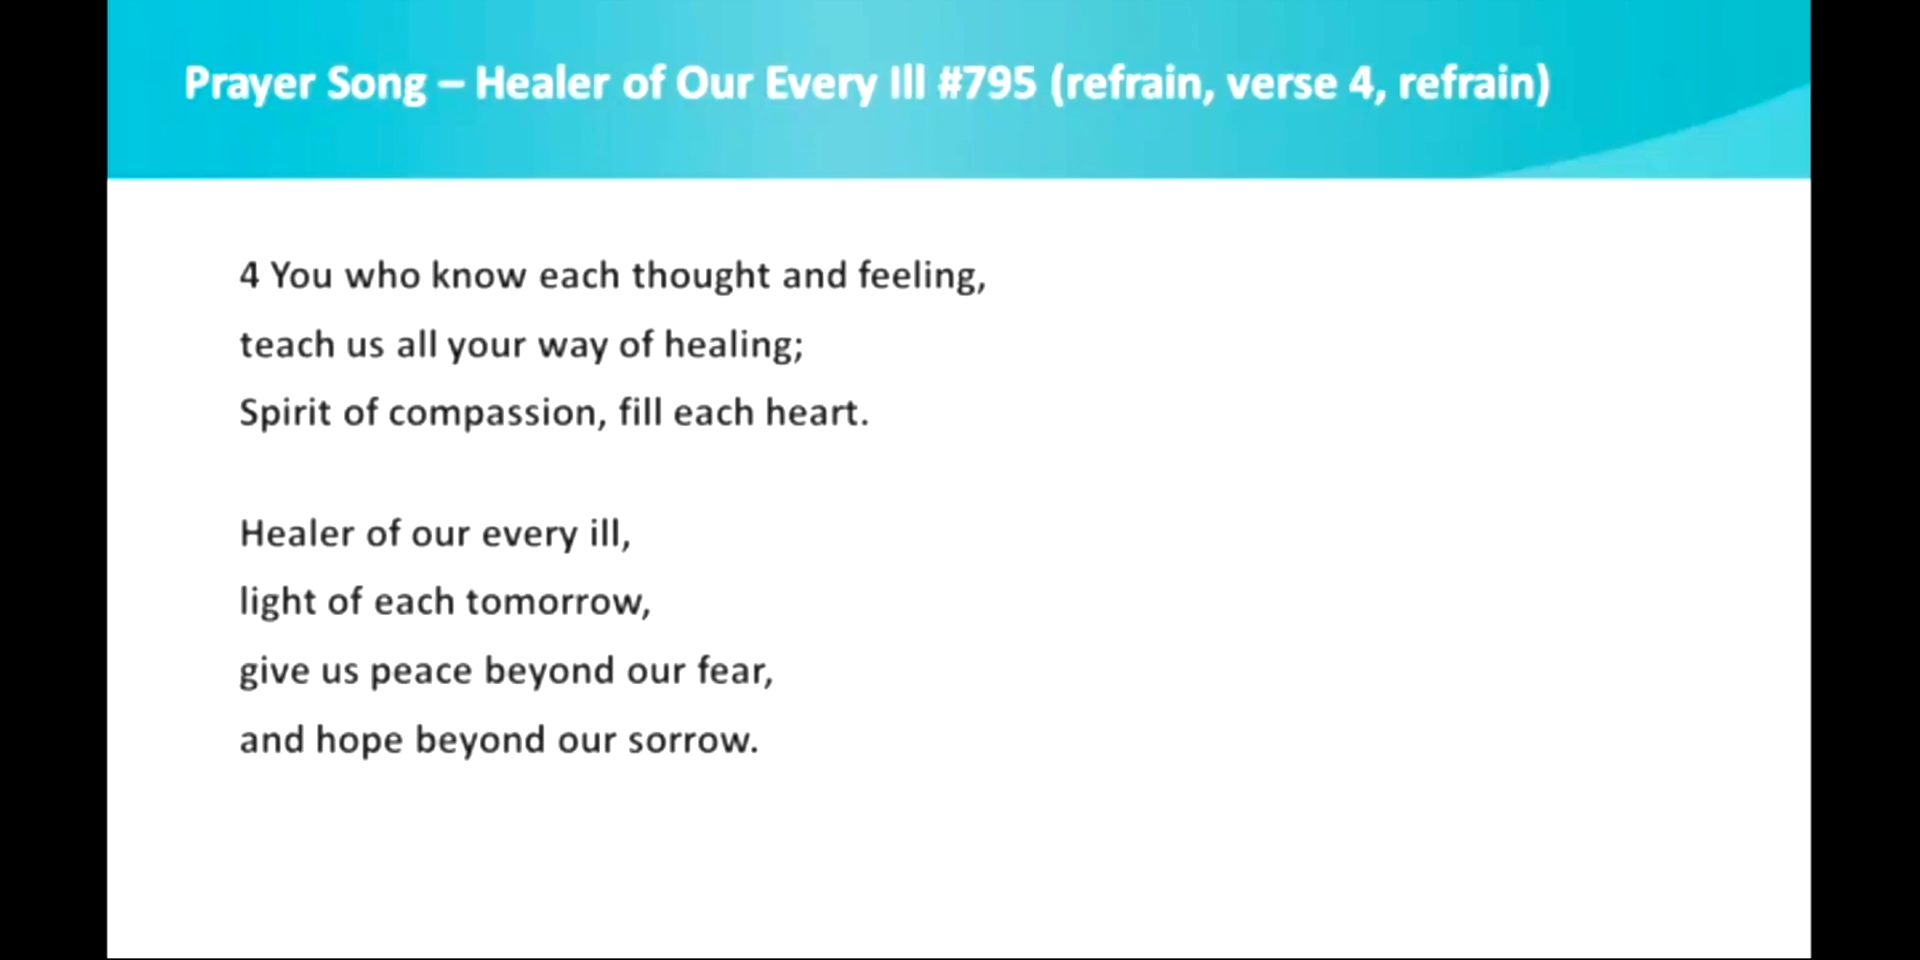 Prayer Song – Healer of Our Every Ill #795 (refrain, verse 4, refrain)
4 You who know each thought and feeling,
teach us all your way of healing;
Spirit of compassion, fill each heart.
Healer of our every ill,
light of each tomorrow,
give us peace beyond our fear,
and hope beyond our sorrow.